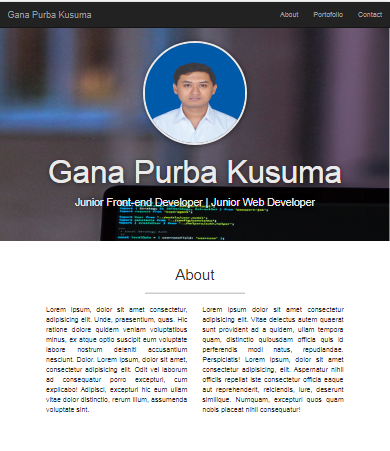 Gana Purba Kusuma
About
Portofolio
Contact
Gana Purba Kusuma
Junior Front-end Developer | Junior Web Developer
About
Lorem ipsum, dolor sit amet consectetur,
adipisicing elit. Unde, praesentium, quas. Hic
ratione dolore quidem veniam voluptatibus
minus, ex atque optio suscipit eum voluptate
labore nostrum deleniti accusantium
nesciunt. Dolor. Lorem ipsum, dolor sit amet,
consectetur adipisicing elit. Odit vel laborum
ad consequatur porro excepturi, cum
explicabo! Adipisci, excepturi hic eum ullam
vitae dolor distinctio, rerum illum, assumenda
voluptate sint.
Lorem ipsum, dolor sit amet consectetur
adipisicing elit. Vitae delectus autem quaerat
sunt provident ad a quidem, ullam tempora
quam, distinctio quibusdam officia quis id
perferendis modi natus, repudiandae.
Perspiciatis! Lorem ipsum, dolor sit amet
consectetur adipisicing, elit. Aspernatur nihil
officiis repellat iste consectetur officia eaque
aut reprehenderit, reiciendis, iure, deserunt
similique. Numquam, excepturi quos quam
nobis placeat nihil consequatur!